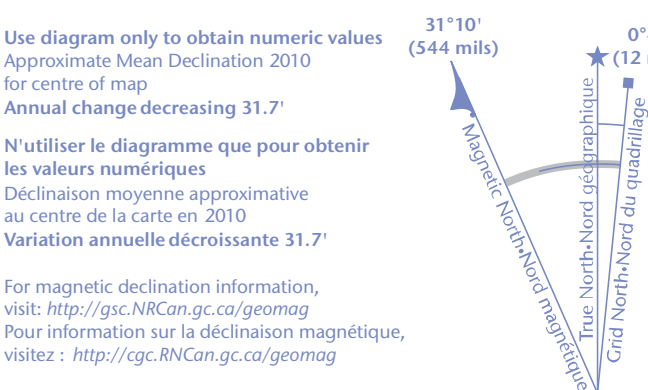 Use diagram only to obtain numeric values
Approximate Mean Declination 2010
for centre of map
Annual change decreasing 31.7'
N'utiliser le diagramme que pour obtenir
les valeurs numériques
Déclinaison moyenne approximative
au centre de la carte en 2010
Variation annuelle décroissante 31.7'
For magnetic declination information,
visit: http://gsc.NRCan.gc.ca/geomag
Pour information sur la déclinaison magnétique,
visitez : http://cgc.RNCan.gc.ca/geomag
31°10'
(544 mils)
0°
(12
Magnetic North•Nord magnétique
True North•Nord géographique
Grid North•Nord du quadrillage